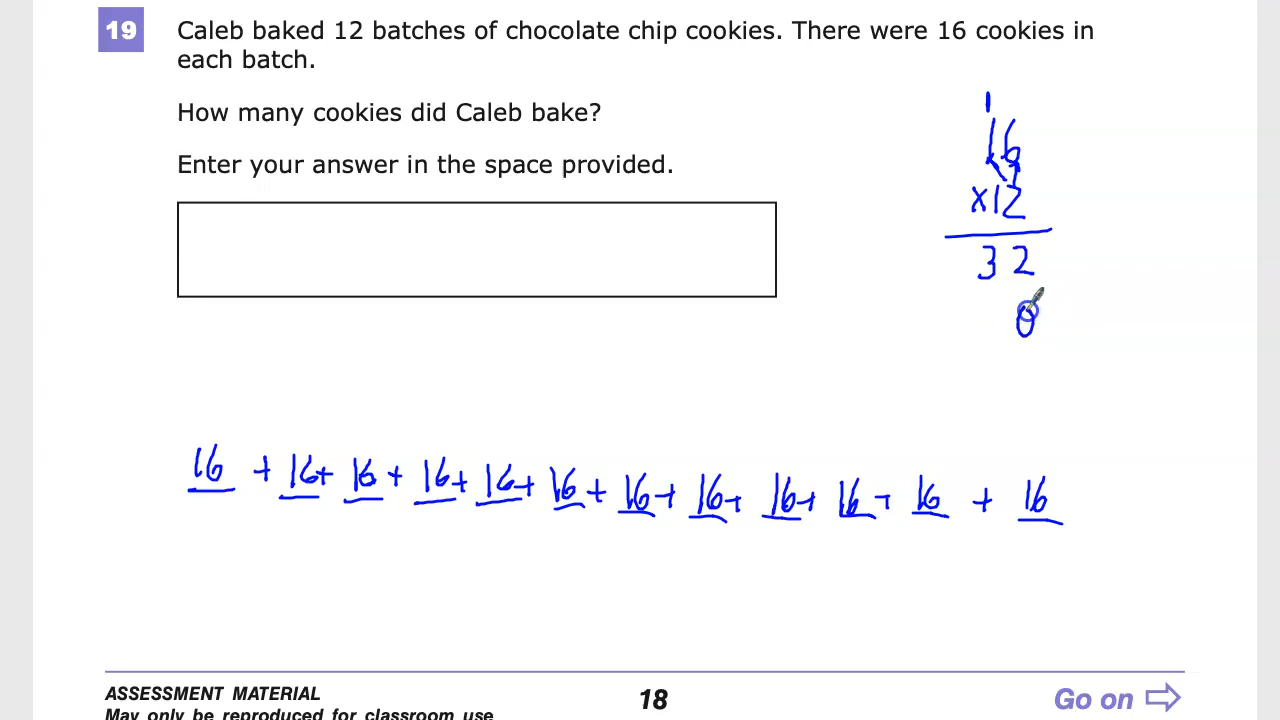 19 Caleb baked 12 batches of chocolate chip cookies. There were 16 cookies in
each batch.
How many cookies did Caleb bake?
Enter your answer in the space provided.
1
16
x12
32
0
16 + 16+ 16 + 16+ 16+ 16+ 16+ 16+ 16+ 16+ 16 + 16
ASSESSMENT MATERIAL
May only be reproduced for classroom use
18
Go on